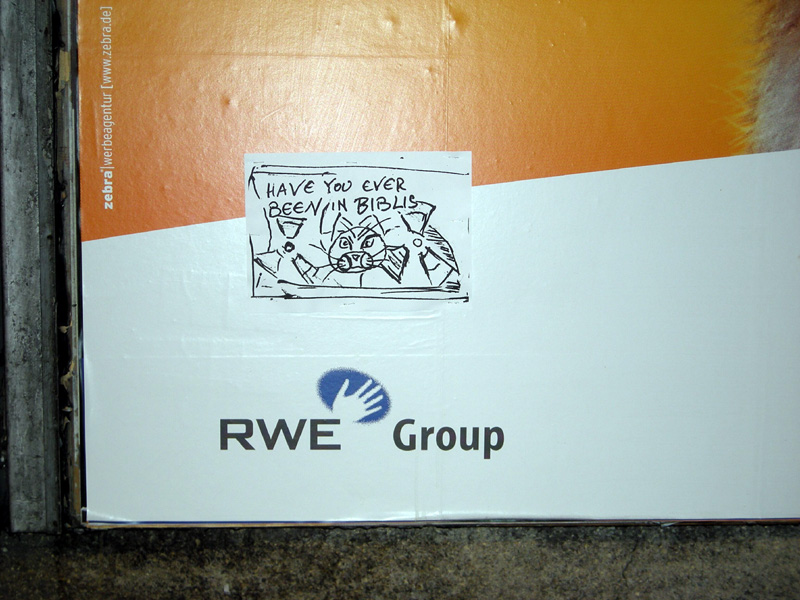 zebra|werbeagentur [www.zebra.de]
HAVE YOU EVER
BEEN IN BIBLIS
RWE Group